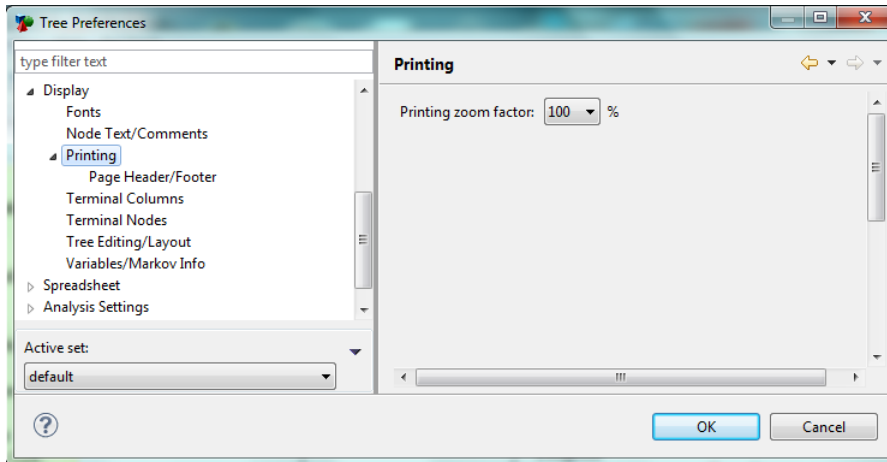 Tree Preferences
type filter text
Display
Fonts
Node Text/Comments
Printing
Page Header/Footer
Terminal Columns
Terminal Nodes
Tree Editing/Layout
Variables/Markov Info
Spreadsheet
Analysis Settings
Active set:
default
Printing
Printing zoom factor: 100 %
?
OK Cancel